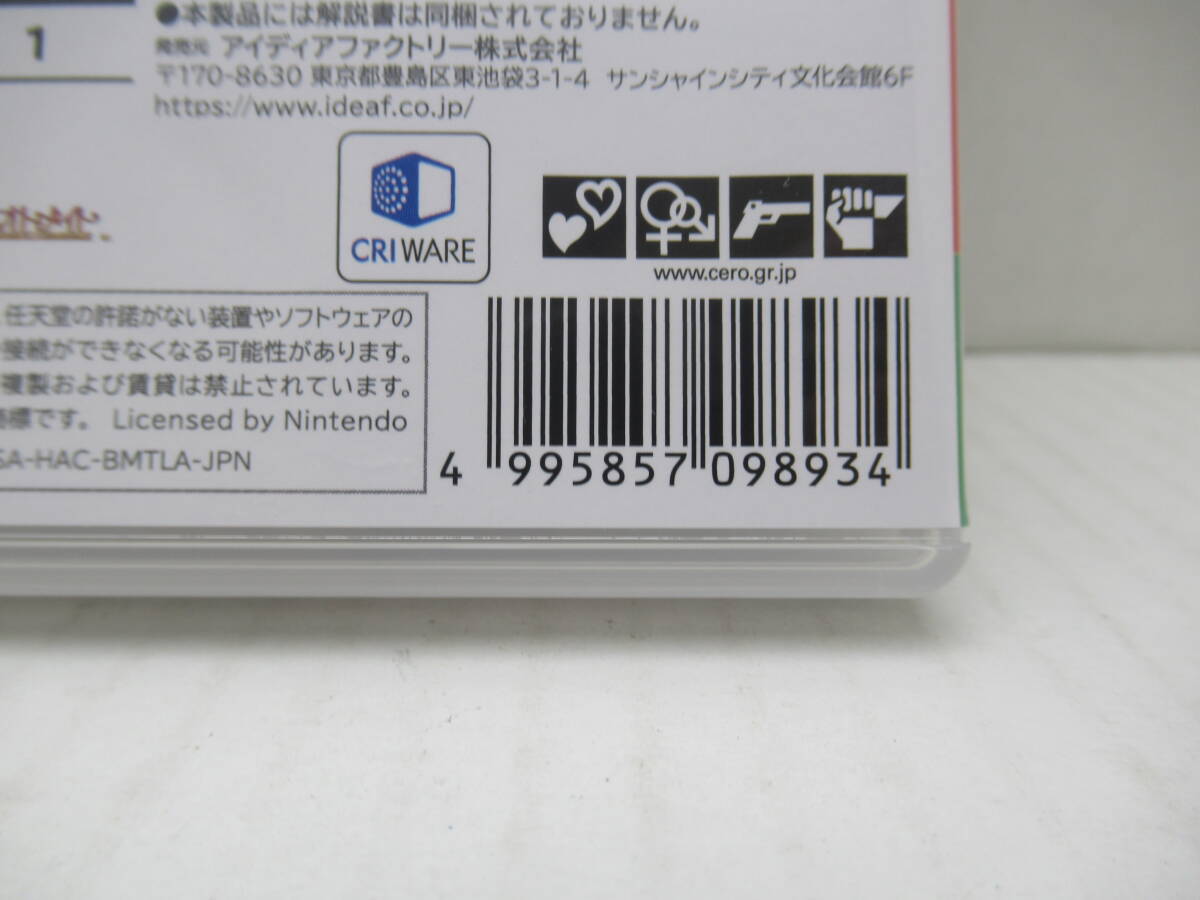 ●本製品には解説書は同梱されておりません。
1
発売元 アイディアファクトリー株式会社
〒170-8630 東京都豊島区東池袋3-1-4 サンシャインシティ文化会館6F
https://www.ideaf.co.jp/
CRIWARE
www.cero.gr.jp
任天堂の許諾がない装置やソフトウェアの
接続ができなくなる可能性があります。
複製および賃貸は禁止されています。
商標です。 Licensed by Nintendo
SA-HAC-BMTLA-JPN
4 995857 098934